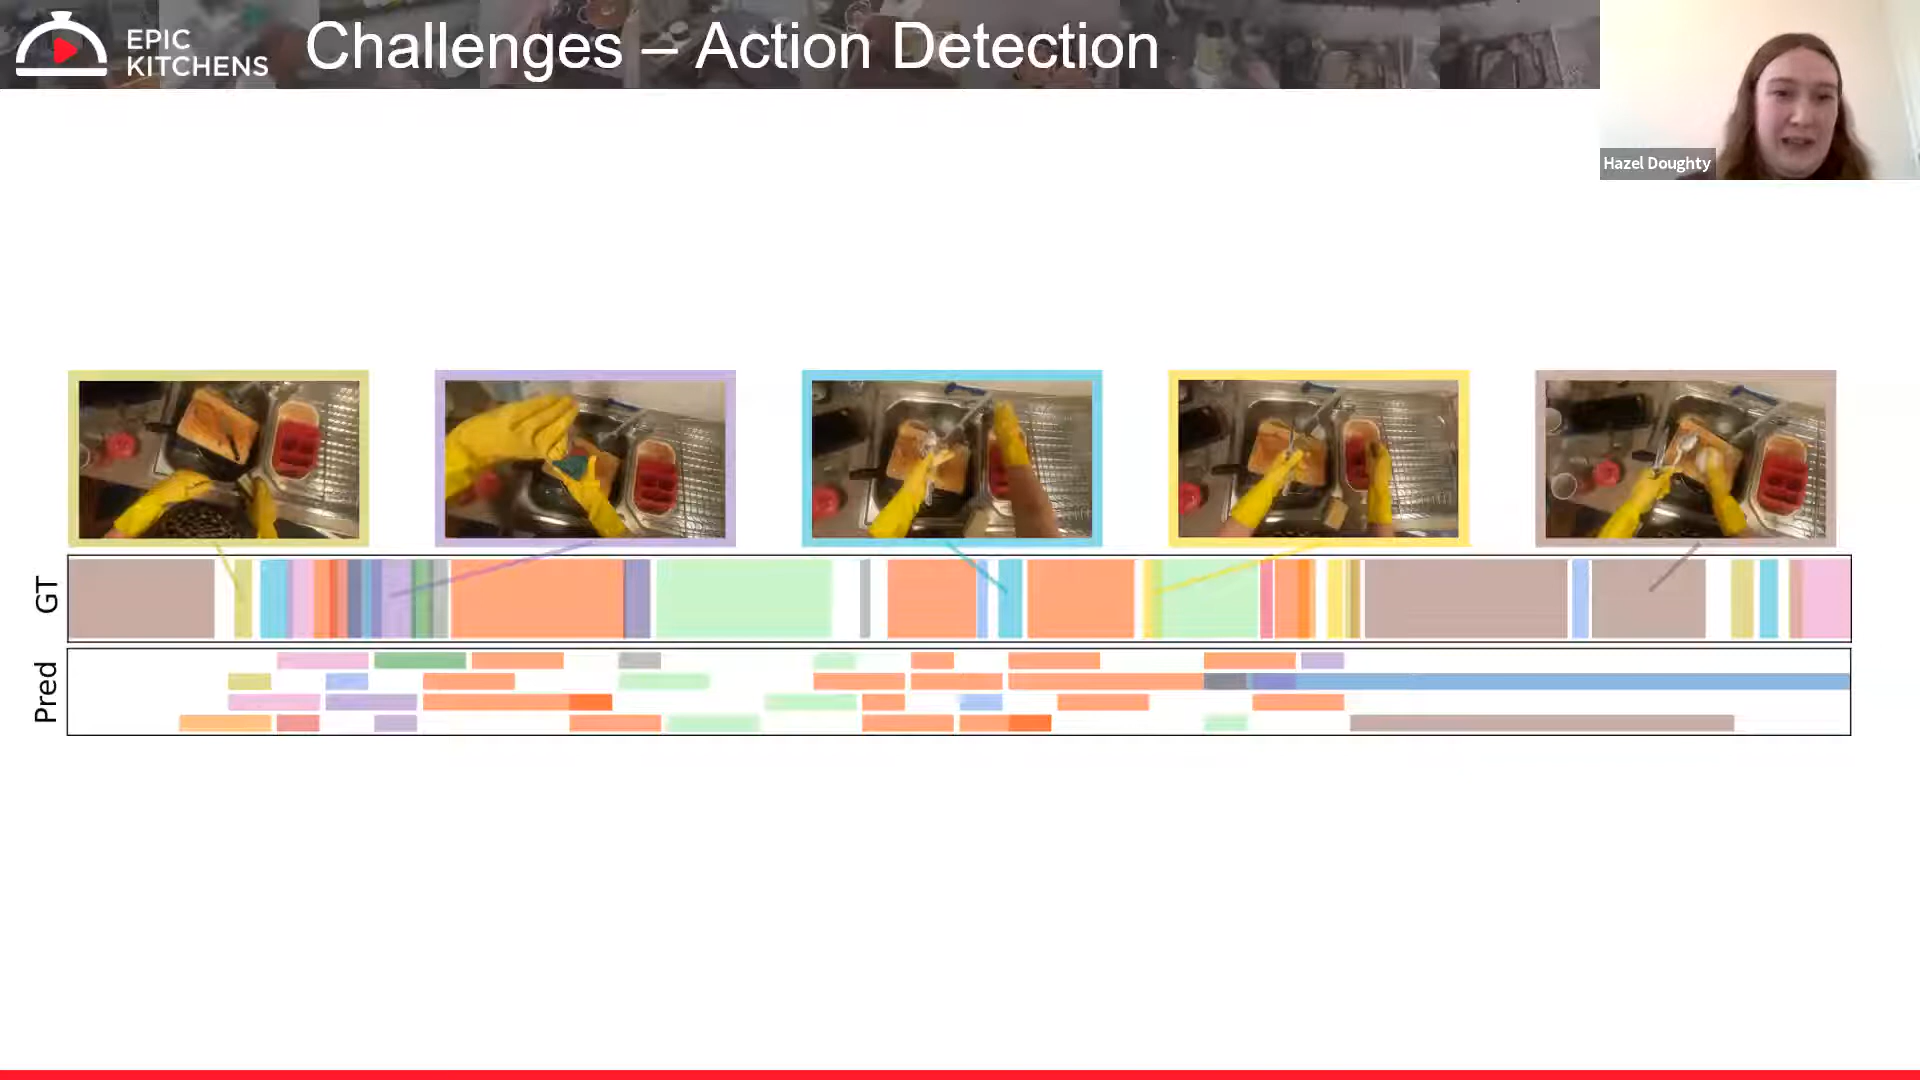 EPIC
KITCHENS
Challenges – Action Detection
Hazel Doughty
GT
Pred